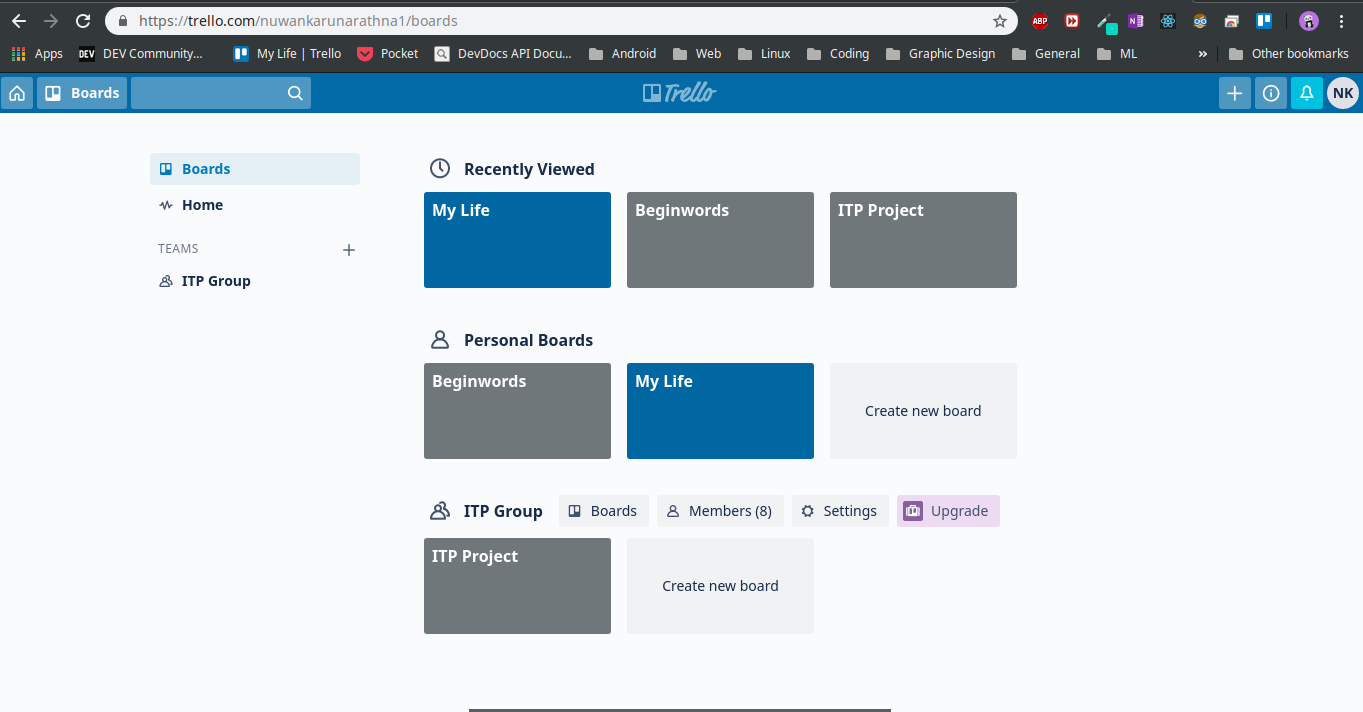 https://trello.com/nuwankarunarathna1/boards
ABP
Apps DEV DEV Community... My Life | Trello Pocket DevDocs API Docu... Android Web Linux Coding Graphic Design General ML » Other bookmarks
Boards Trello NK
Boards
Home
TEAMS
ITP Group
Recently Viewed
My Life Beginwords ITP Project
Personal Boards
Beginwords My Life Create new board
ITP Group Boards Members (8) Settings Upgrade
ITP Project Create new board